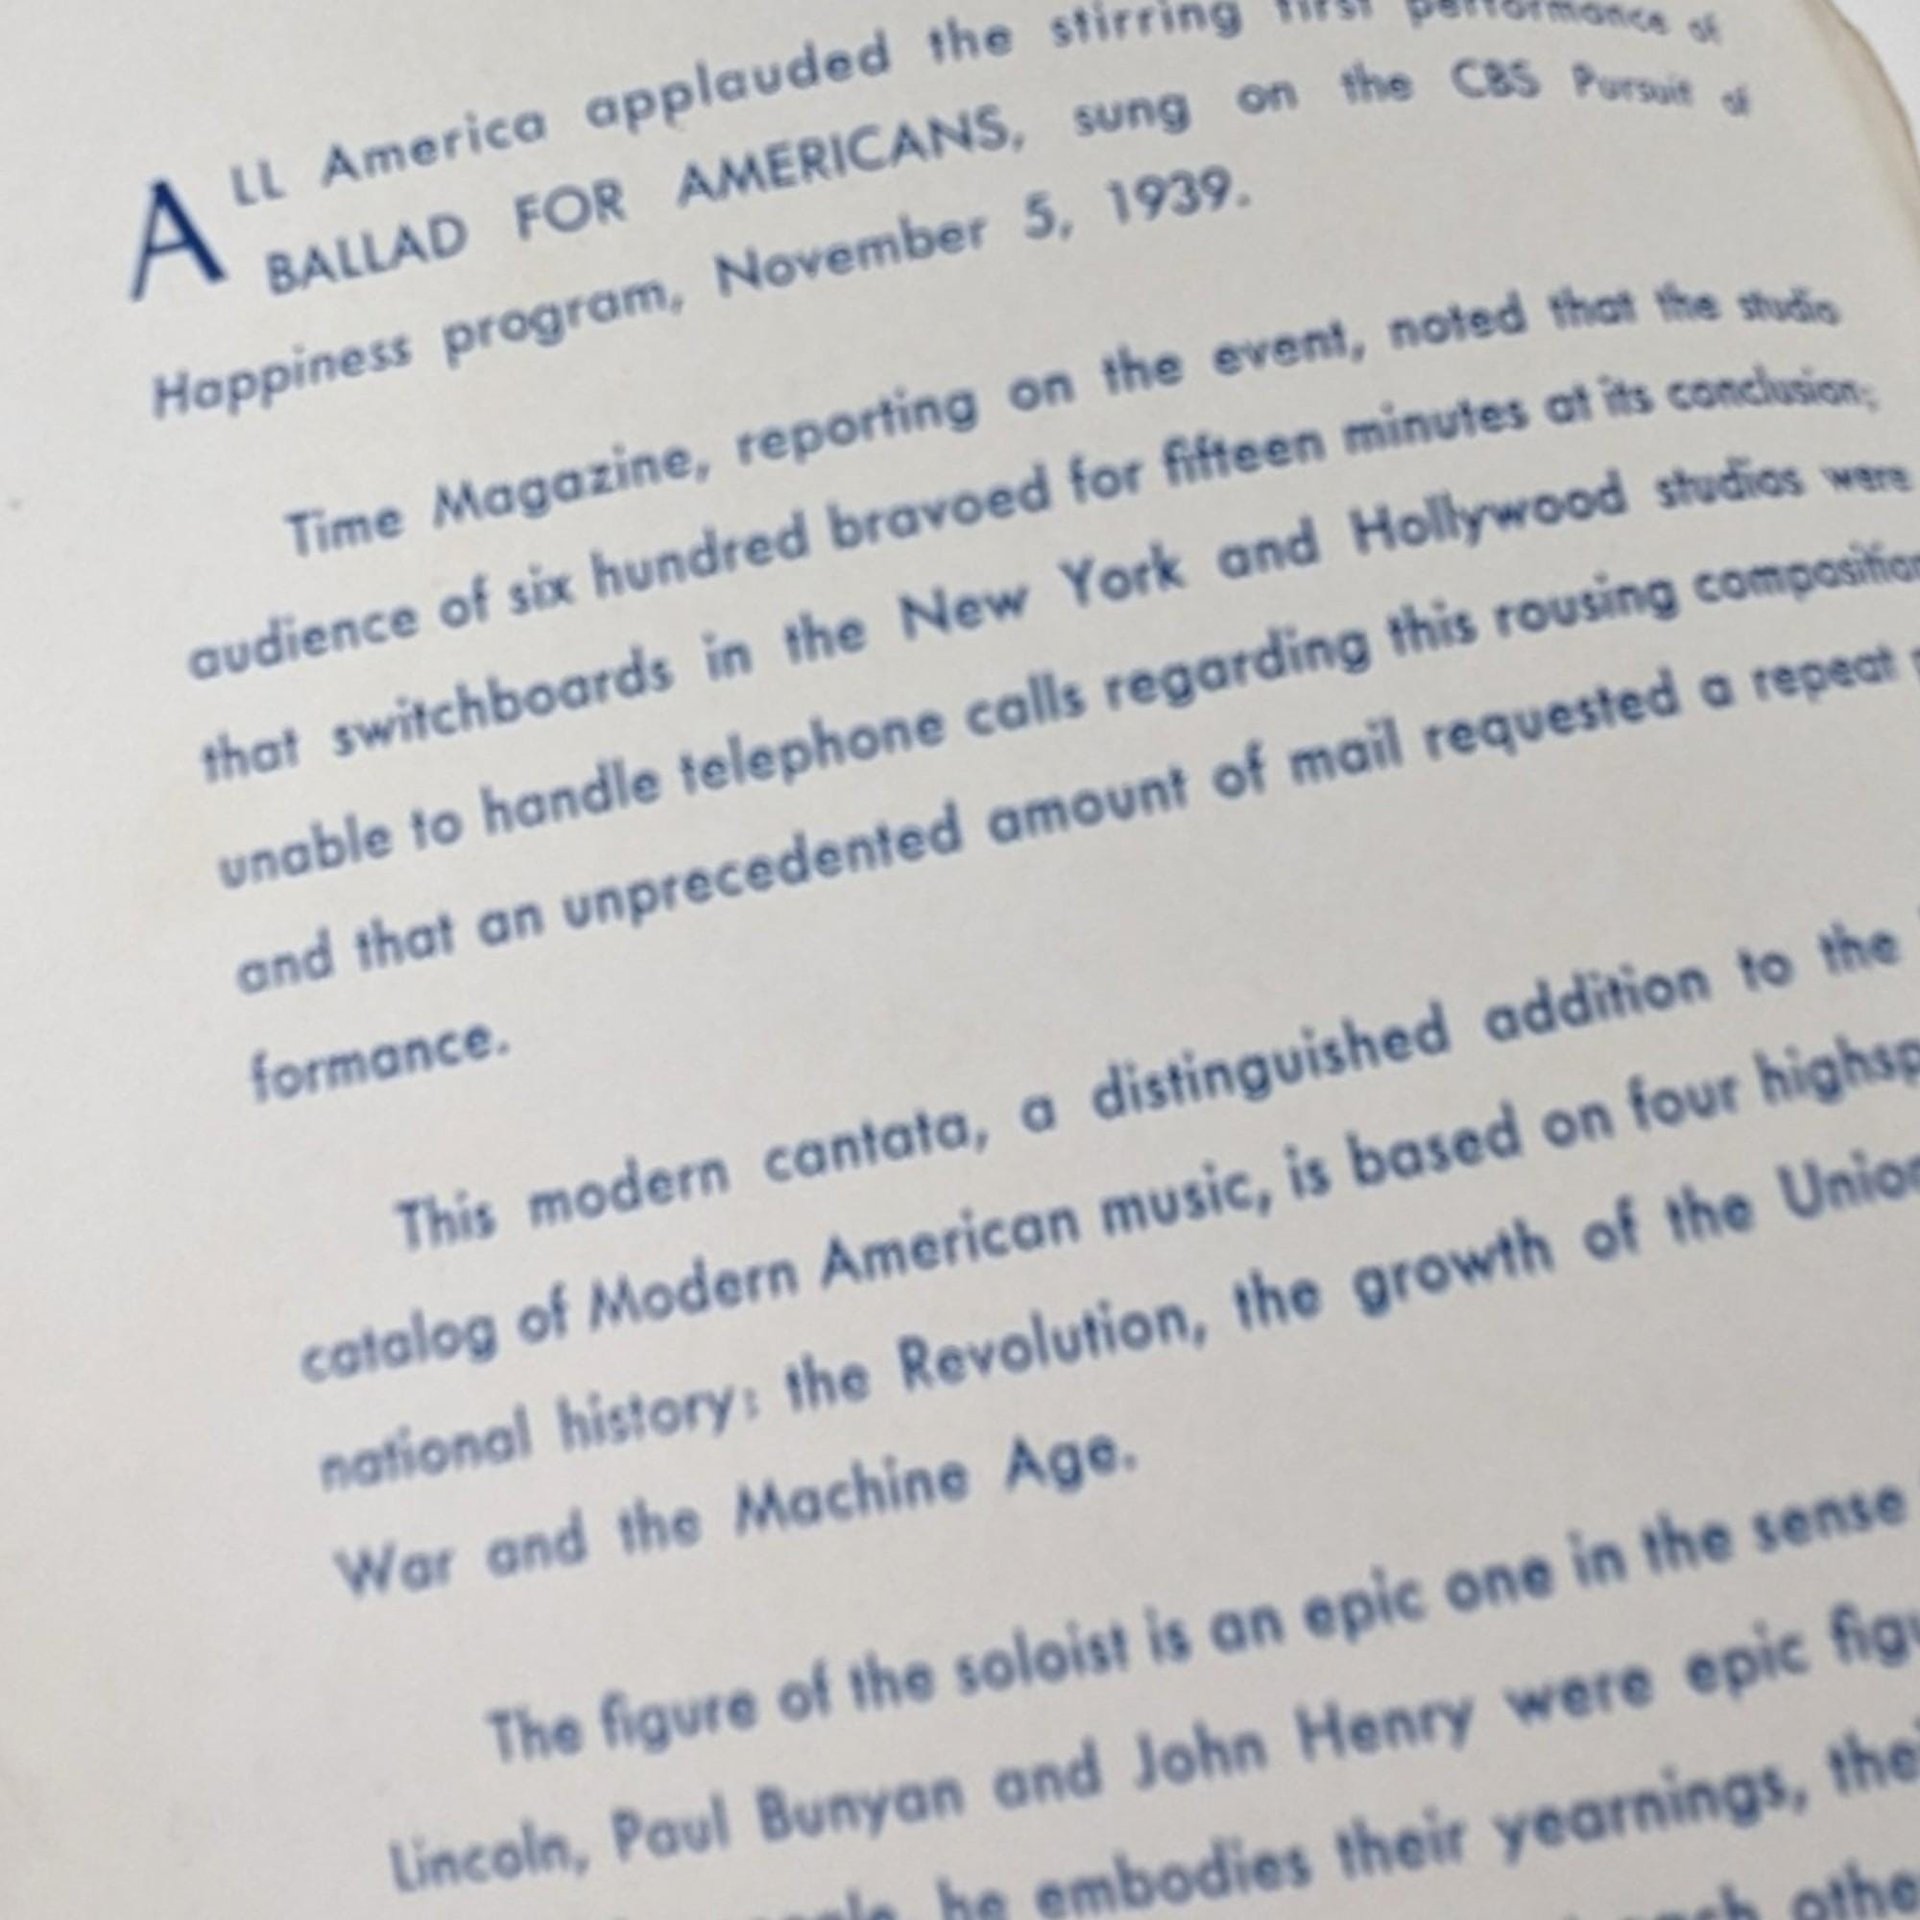 ALL America applauded the stirring first performance of
BALLAD FOR AMERICANS, sung on the CBS Pursuit of
Happiness program, November 5, 1939.
Time Magazine, reporting on the event, noted that the studio
audience of six hundred bravoed for fifteen minutes at its conclusion;
that switchboards in the New York and Hollywood studios were
unable to handle telephone calls regarding this rousing composition
and that an unprecedented amount of mail requested a repeat
formance.
This modern cantata, a distinguished addition to the
catalog of Modern American music, is based on four highsp
national history: the Revolution, the growth of the Union
War and the Machine Age.
The figure of the soloist is an epic one in the sense
Lincoln, Paul Bunyan and John Henry were epic figu
he embodies their yearnings, thei
othe